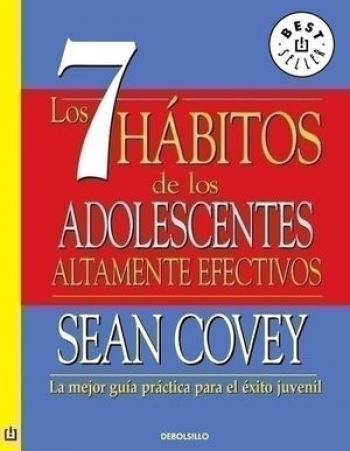 BEST
SELLER
Los 7 HÁBITOS
de los
ADOLESCENTES
ALTAMENTE EFECTIVOS
SEAN COVEY
La mejor guía práctica para el éxito juvenil
DEBOLSILLO